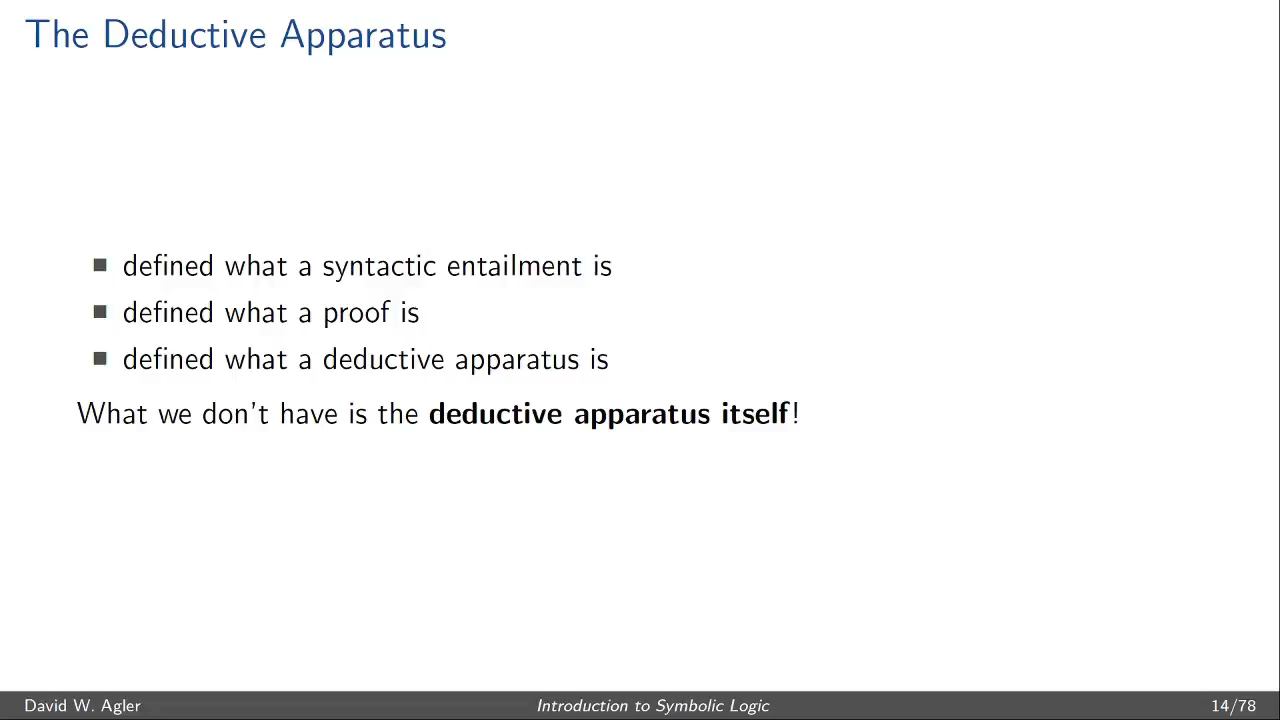 The Deductive Apparatus
defined what a syntactic entailment is
defined what a proof is
defined what a deductive apparatus is
What we don't have is the deductive apparatus itself!
David W. Agler
Introduction to Symbolic Logic
14/78